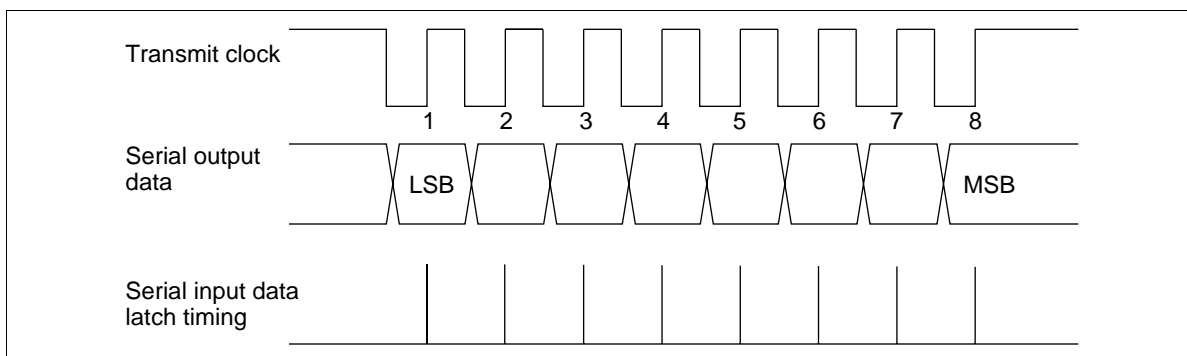 Transmit clock
1 2 3 4 5 6 7 8
Serial output
data
LSB MSB
Serial input data
latch timing